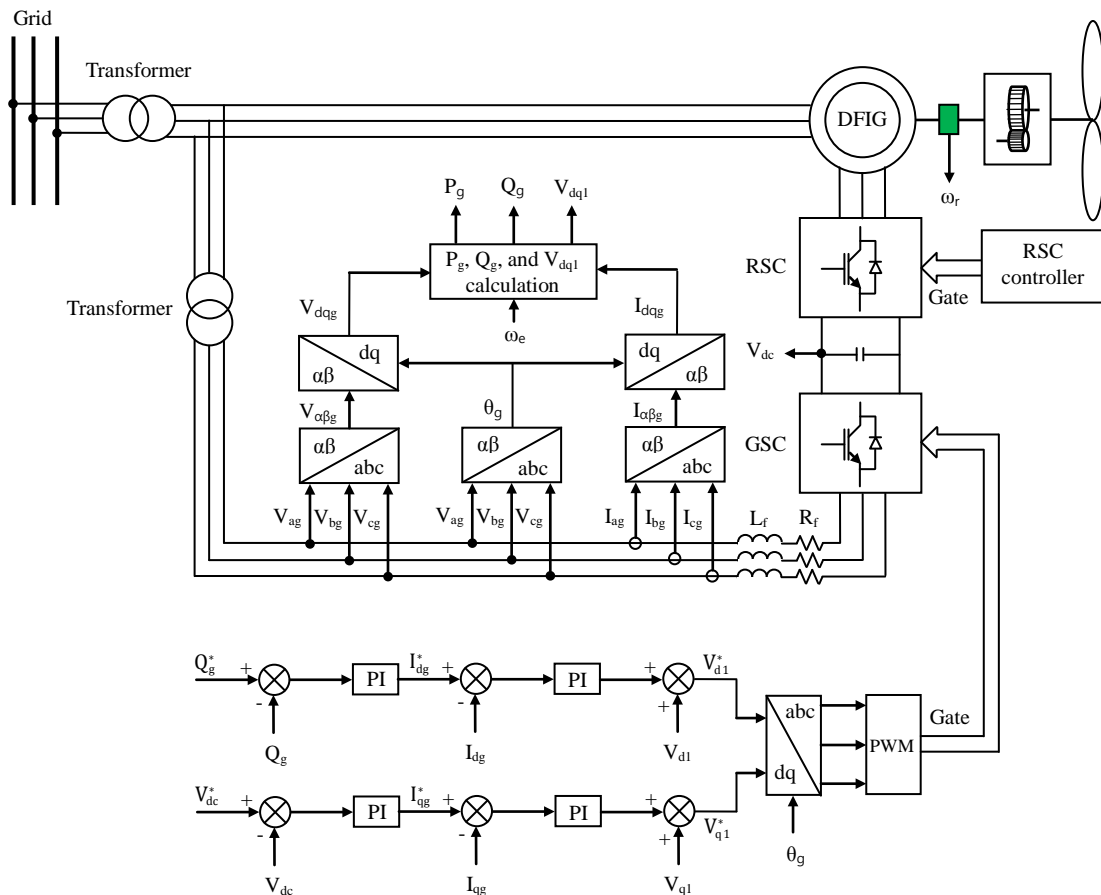 Grid
Transformer
DFIG
ωr
Pg
Qg
Vdq1
Pg, Qg, and Vdq1
calculation
RSC
RSC
controller
Gate
Transformer
Vdqg
Idqg
ωe
dq
αβ
dq
αβ
Vdc
Vαβg
θg
Iαβg
αβ
abc
αβ
abc
αβ
abc
GSC
Vag
Vbg
Vcg
Vag
Vbg
Vcg
Iag
Ibg
Icg
Lf
Rf
Q*g
+
-
PI
I*dg
+
-
PI
+
+
V*d1
Qg
Idg
Vd1
abc
dq
PWM
Gate
V*dc
+
-
PI
I*qg
+
-
PI
+
+
V*q1
Vdc
Iqg
Vq1
θg